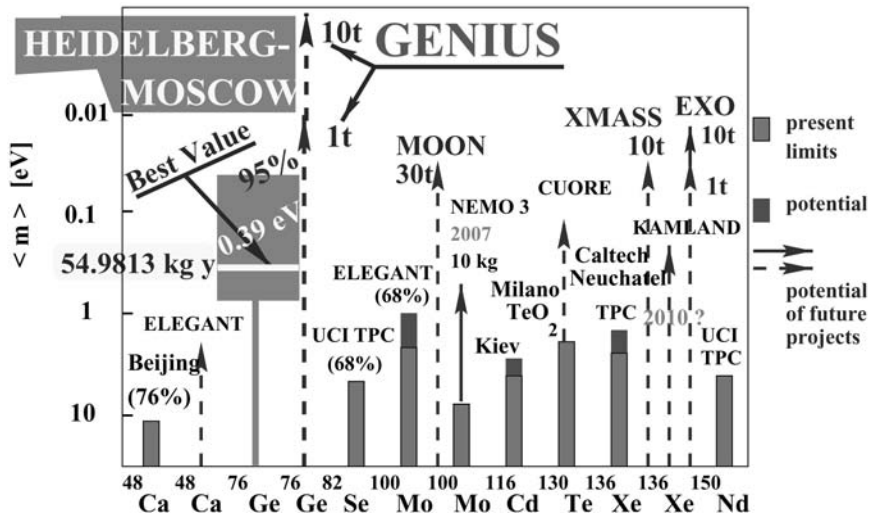 HEIDELBERG-
MOSCOW
GENIUS
10t
1t
0.01
0.1
1
10
< m > [eV]
Best Value
95%
0.39 eV
54.9813 kg y
MOON
30t
XMASS
10t
EXO
10t
1t
NEMO 3
2007
10 kg
CUORE
KAMLAND
ELEGANT
(68%)
Milano
TeO2
Caltech
Neuchatel
ELEGANT
UCI TPC
(68%)
Kiev
TPC
2010 ?
UCI
TPC
Beijing
(76%)
present
limits
potential
potential
of future
projects
48 48 76 76 82 100 100 116 130 136 136 150
Ca Ca Ge Ge Se Mo Mo Cd Te Xe Xe Nd